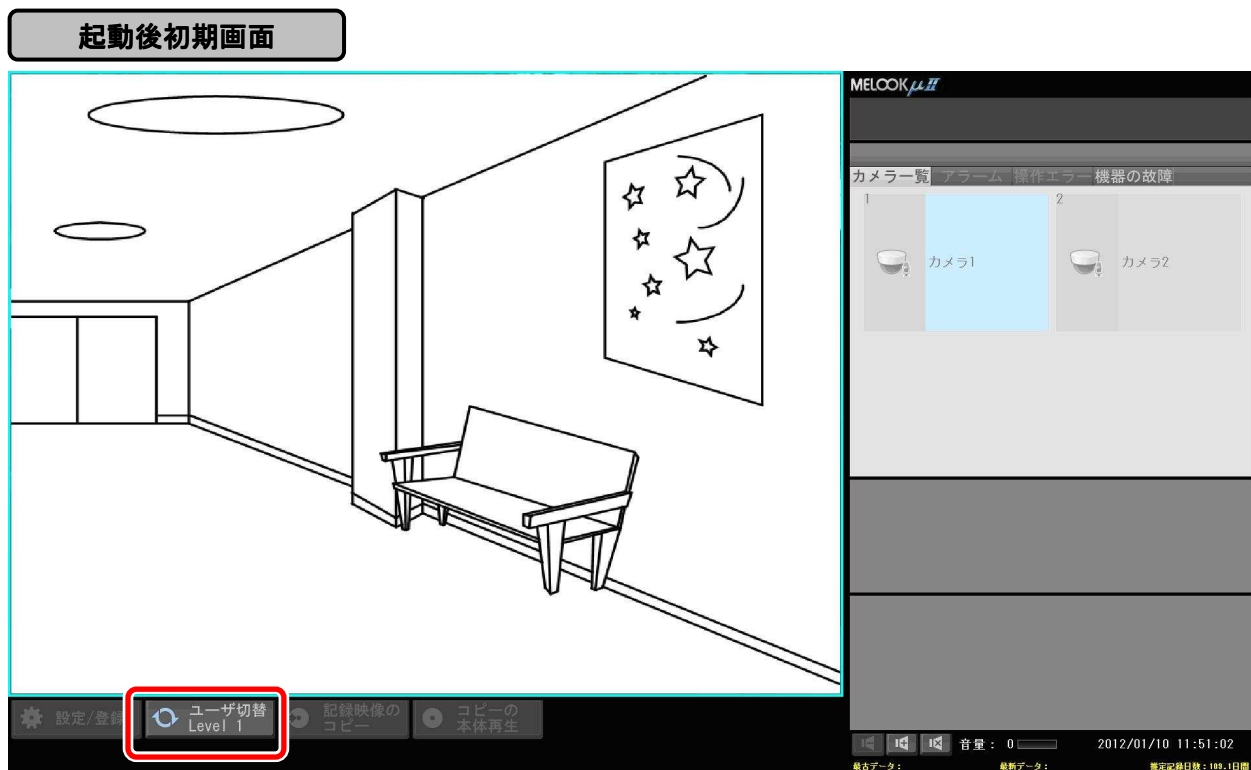 起動後初期画面
MELOOKμⅡ
カメラ一覧 アラーム 操作エラー 機器の故障
1 2
カメラ1 カメラ2
設定/登録
ユーザ切替
Level 1
記録映像の
コピー
コピーの
本体再生
音量: 0 2012/01/10 11:51:02
最古データ: 最新データ: 推定記録日数:109.1日間